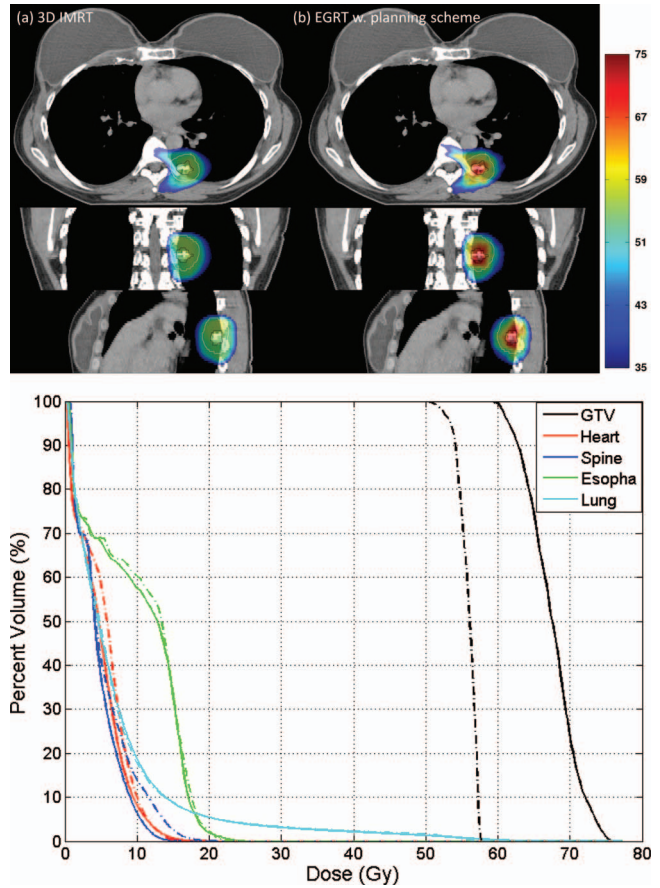 (a) 3D IMRT
(b) EGRT w. planning scheme
75
67
59
51
43
35
100
90
80
70
60
50
40
30
20
10
0
Percent Volume (%)
GTV
Heart
Spine
Esopha
Lung
0 10 20 30 40 50 60 70 80
Dose (Gy)